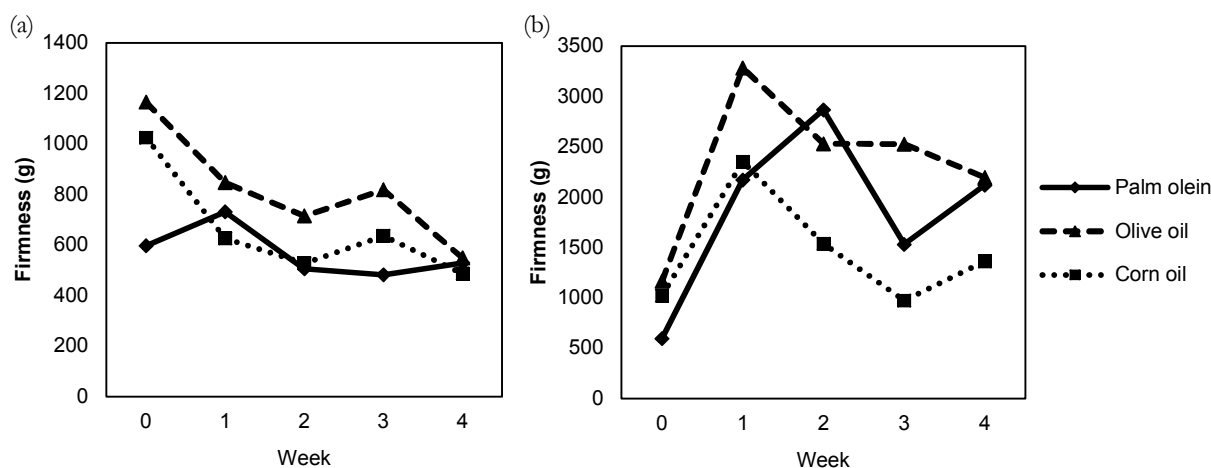 (a)
1400
1200
1000
800
600
400
200
0
Firmness (g)
0 1 2 3 4
Week
(b)
3500
3000
2500
2000
1500
1000
500
0
Firmness (g)
0 1 2 3 4
Week
Palm olein
Olive oil
Corn oil